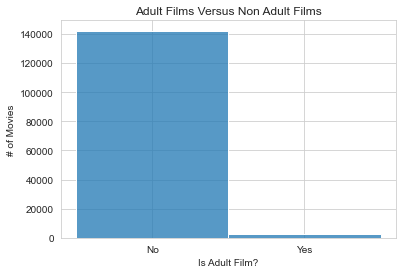 Adult Films Versus Non Adult Films
140000
120000
100000
80000
60000
40000
20000
0
# of Movies
No Yes
Is Adult Film?